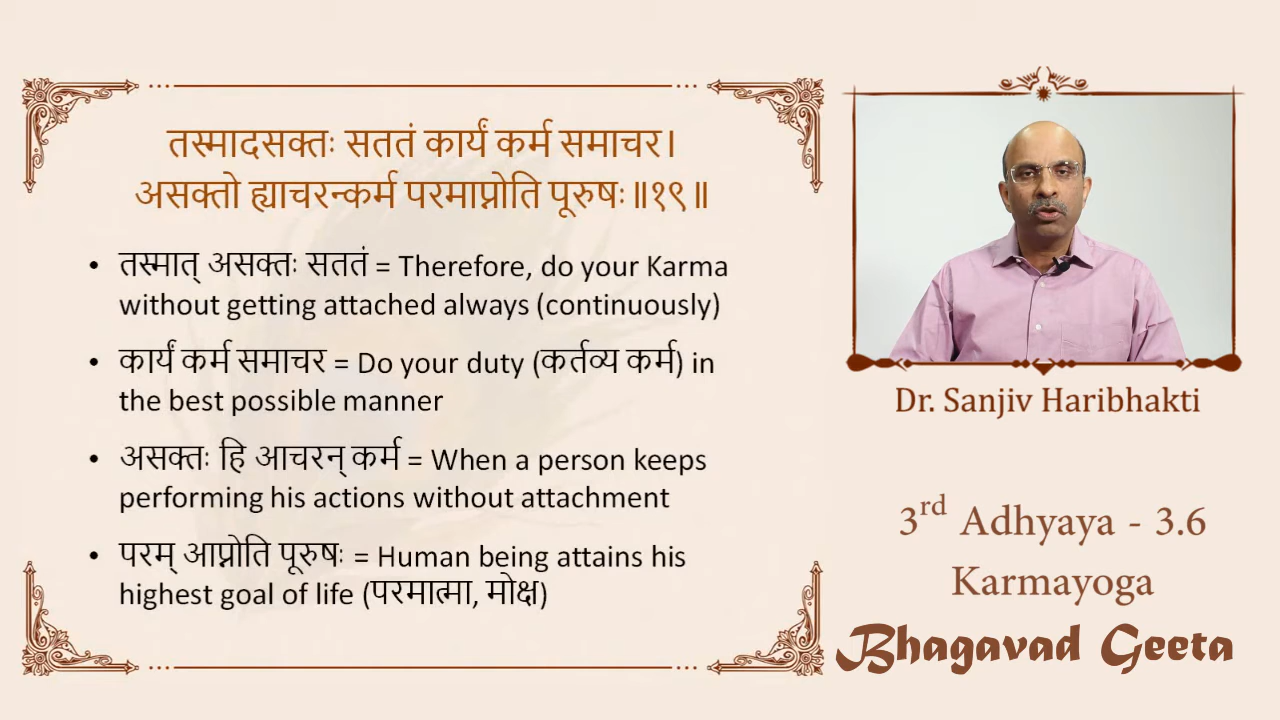 तस्मादसक्तः सततं कार्यं कर्म समाचर।
असक्तो ह्याचरन्कर्म परमाप्नोति पूरुषः॥१९॥
• तस्मात् असक्तः सततं = Therefore, do your Karma
without getting attached always (continuously)
• कार्यं कर्म समाचर = Do your duty (कर्तव्य कर्म) in
the best possible manner
• असक्तः हि आचरन् कर्म = When a person keeps
performing his actions without attachment
• परम् आप्नोति पूरुषः = Human being attains his
highest goal of life (परमात्मा, मोक्ष)
Dr. Sanjiv Haribhakti
3rd Adhyaya - 3.6
Karmayoga
Bhagavad Geeta